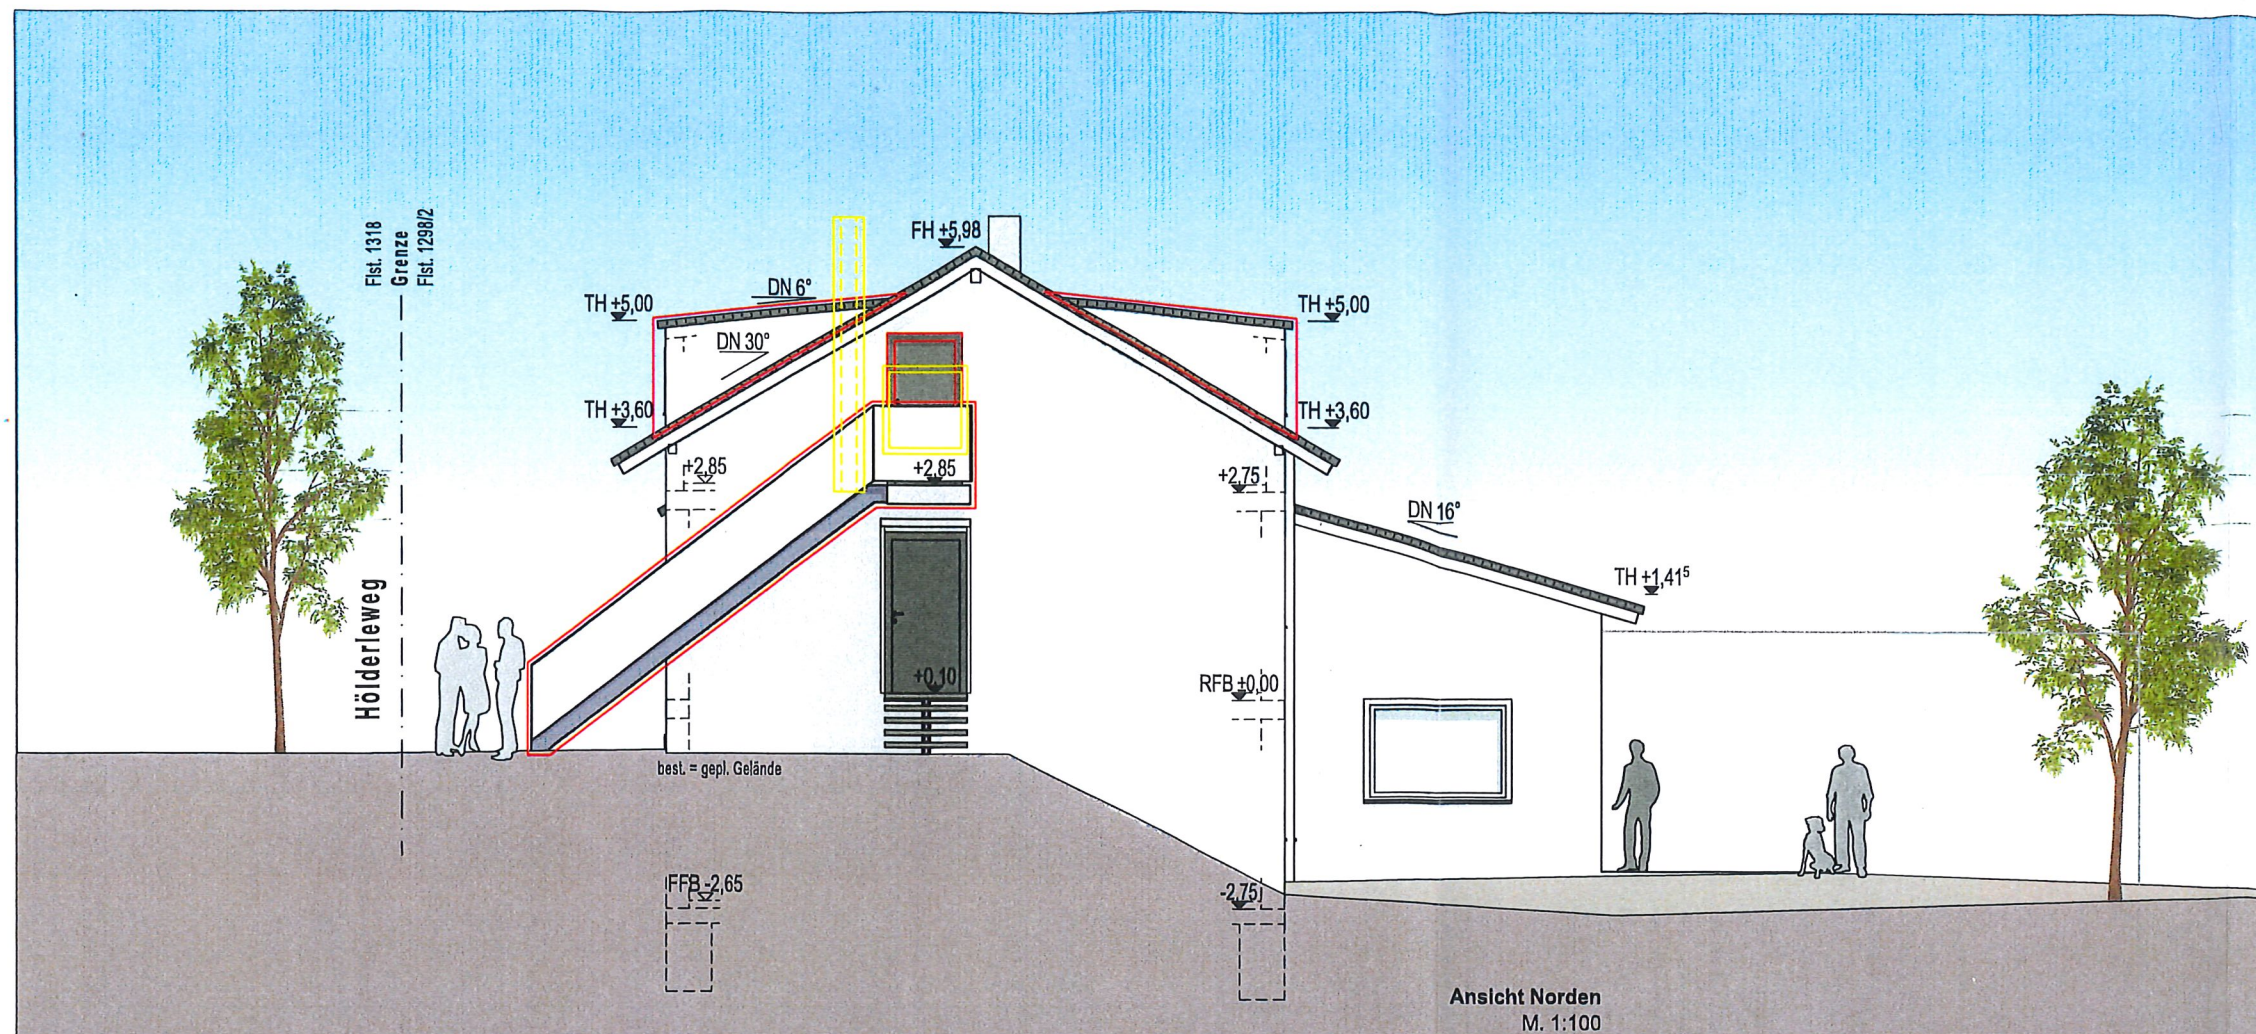 Flst. 1318
Grenze
Flst. 1298/2
FH +5,98
DN 6°
TH +5,00
TH +5,00
DN 30°
TH +3,60
TH +3,60
+2,85
+2,85
+2,75
DN 16°
TH +1,41⁵
Hölderleweg
+0,10
RFB ±0,00
best. = gepl. Gelände
FFB -2,65
-2,75
Ansicht Norden
M. 1:100